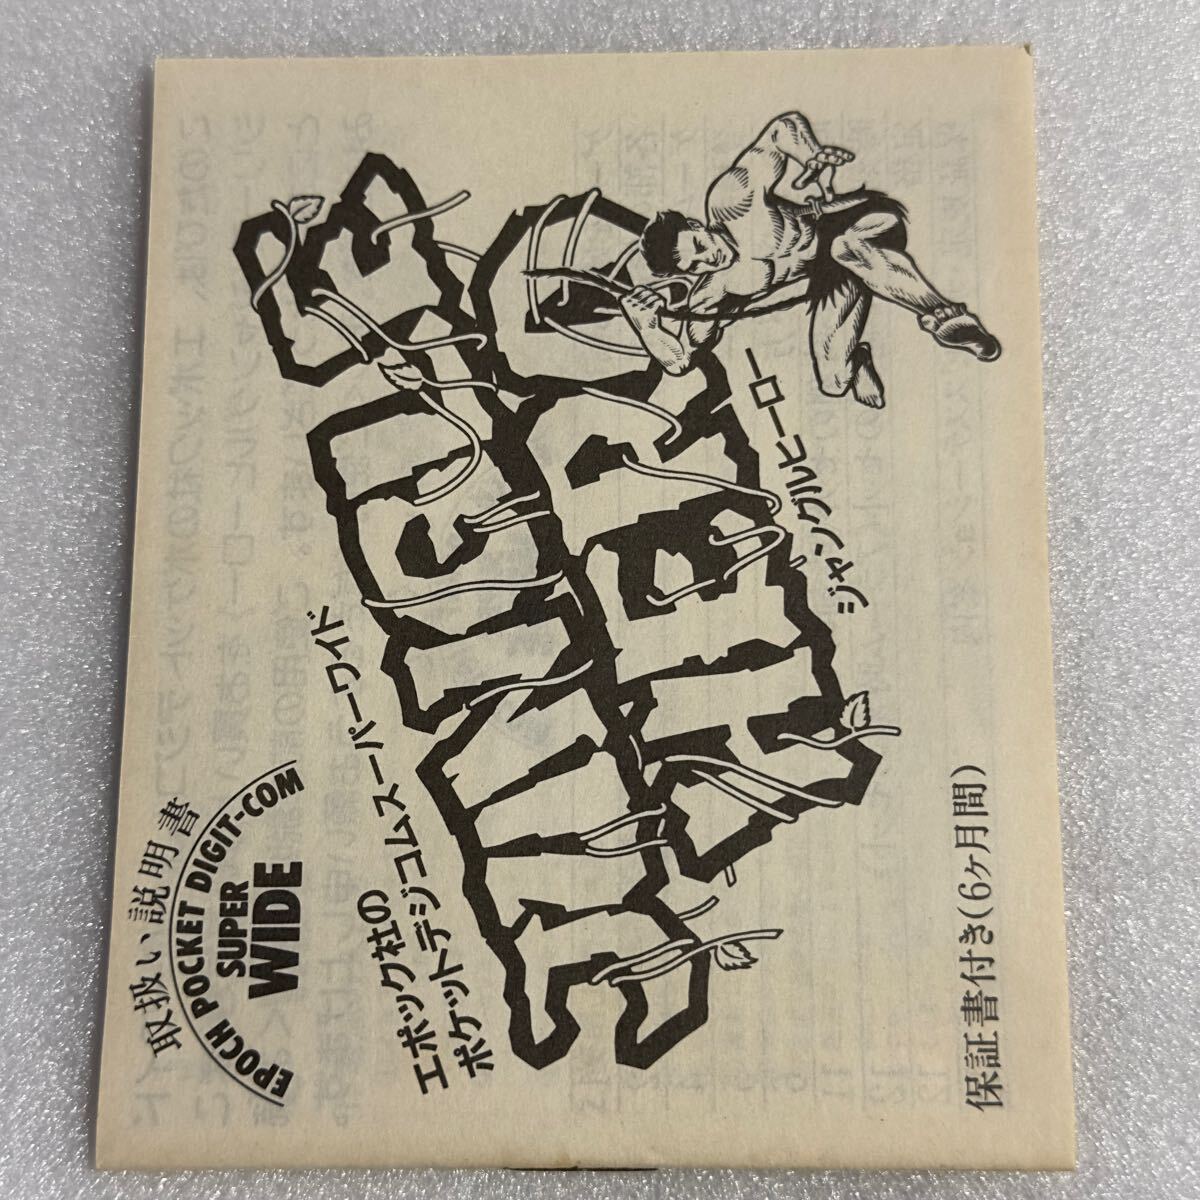 取扱い説明書
EPOCH POCKET DIGIT-COM
SUPER
WIDE
エポック社の
ポケットデジコムスーパーワイド
JUNGLE
HERO
ジャングルヒーロー
保証書付き(6ヶ月間)